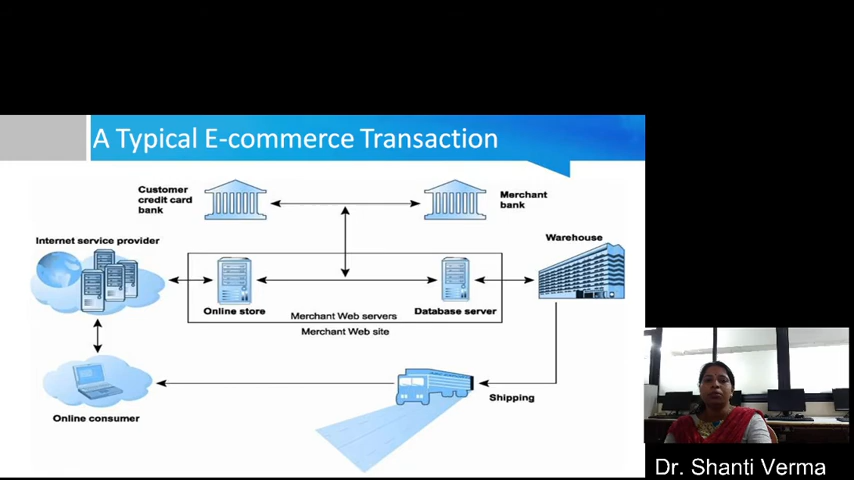 A Typical E-commerce Transaction
Customer
credit card
bank
Merchant
bank
Internet service provider
Warehouse
Online store
Merchant Web servers
Database server
Merchant Web site
Online consumer
Shipping
Dr. Shanti Verma